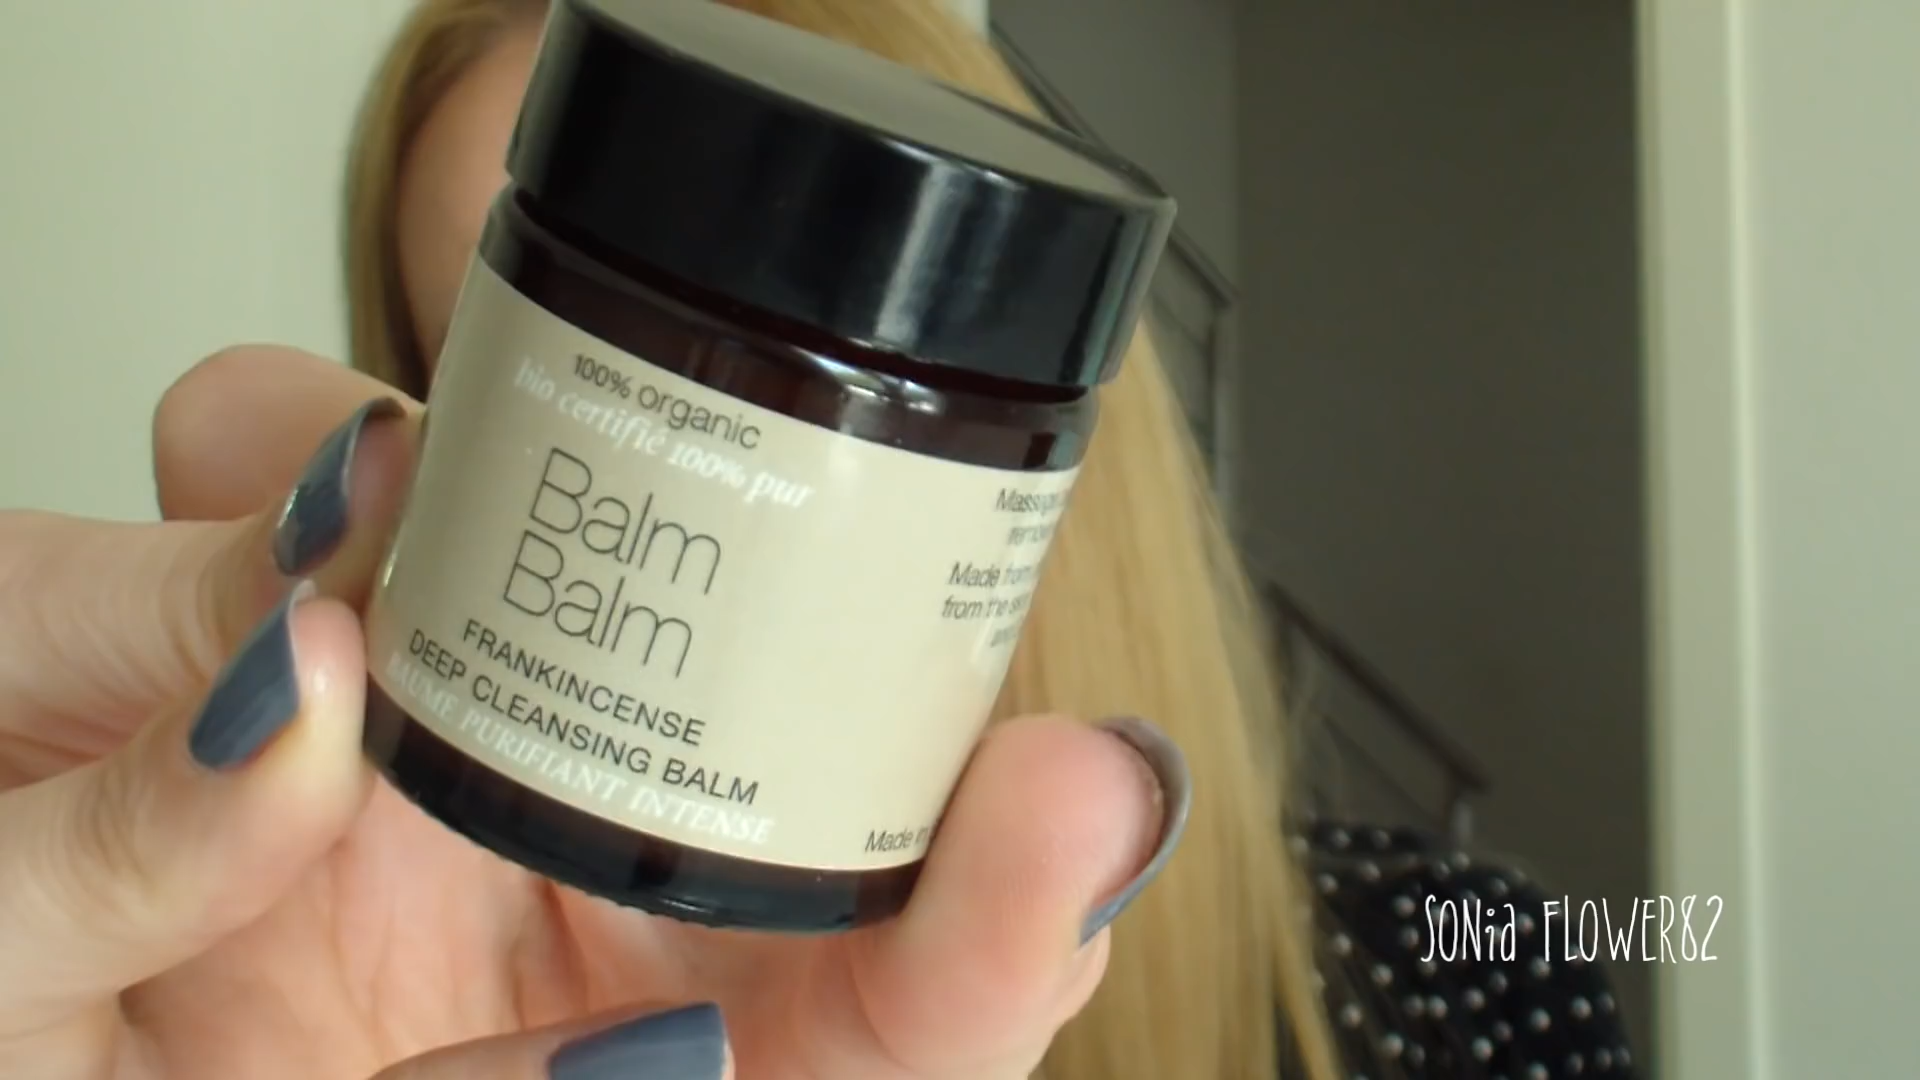 100% organic
bio certifié 100% pur
Balm
Balm
FRANKINCENSE
DEEP CLEANSING BALM
BAUME PURIFIANT INTENSE
Made from
from the skin
Made in
SONia FLOWER82